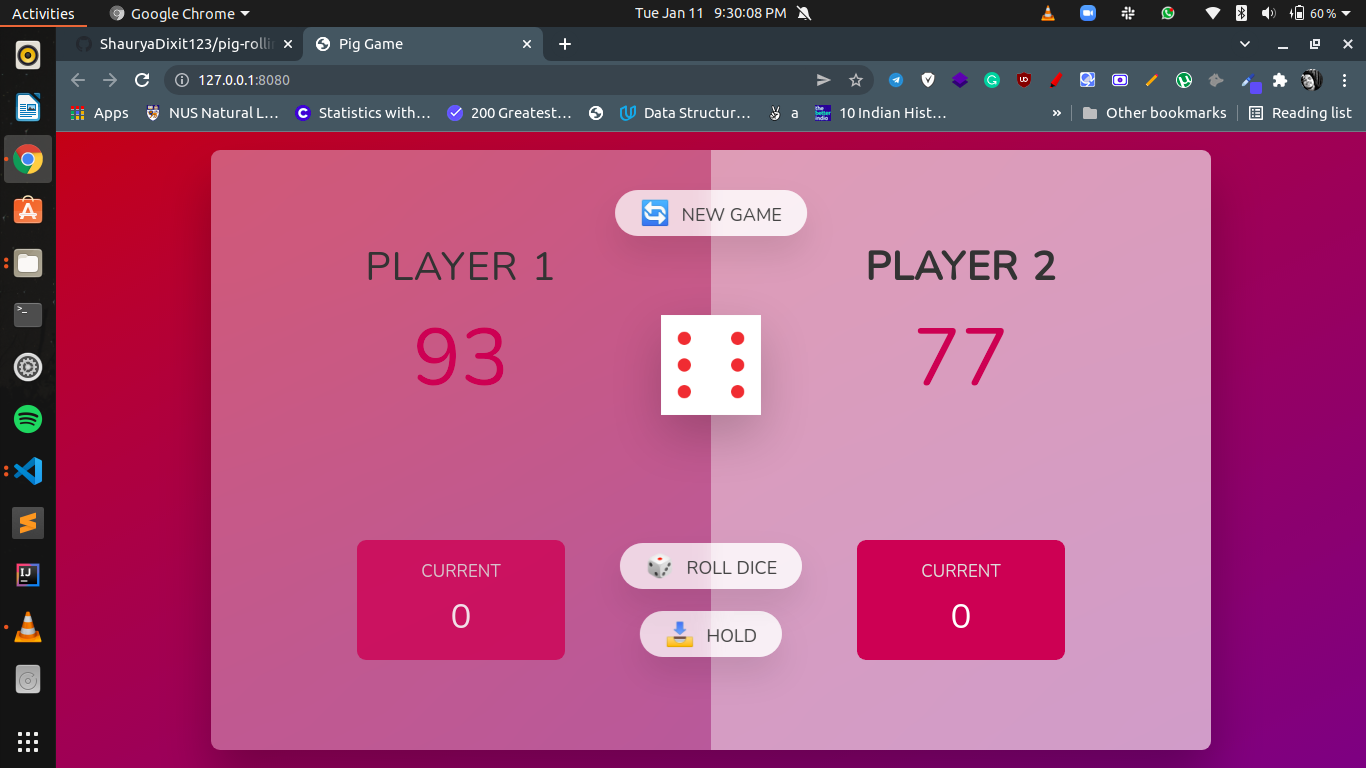 Activities Google Chrome Tue Jan 11 9:30:08 PM 60 %
ShauryaDixit123/pig-rolli Pig Game
127.0.0.1:8080
Apps NUS Natural L… Statistics with… 200 Greatest… Data Structur… a 10 Indian Hist… » Other bookmarks Reading list
NEW GAME
PLAYER 1 PLAYER 2
93 77
CURRENT ROLL DICE CURRENT
0 HOLD 0